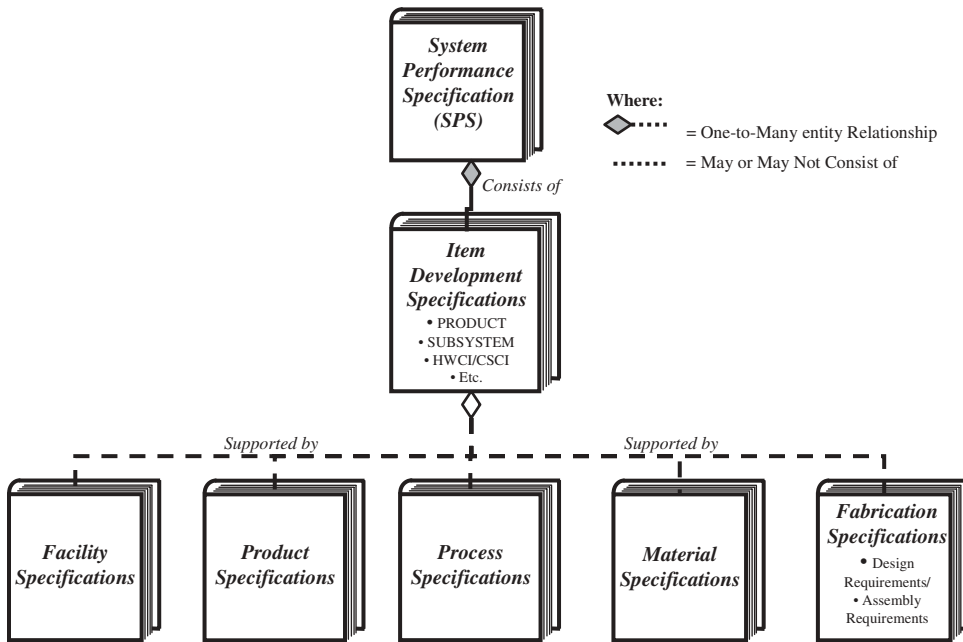 System
Performance
Specification
(SPS)
Where:
= One-to-Many entity Relationship
= May or May Not Consist of
Consists of
Item
Development
Specifications
• PRODUCT
• SUBSYSTEM
• HWCI/CSCI
• Etc.
Supported by
Supported by
Facility
Specifications
Product
Specifications
Process
Specifications
Material
Specifications
Fabrication
Specifications
• Design
Requirements/
• Assembly
Requirements